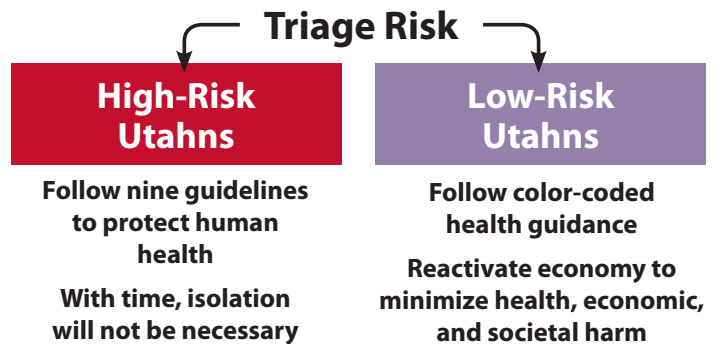 Triage Risk
High-Risk
Utahns
Follow nine guidelines
to protect human
health
With time, isolation
will not be necessary
Low-Risk
Utahns
Follow color-coded
health guidance
Reactivate economy to
minimize health, economic,
and societal harm